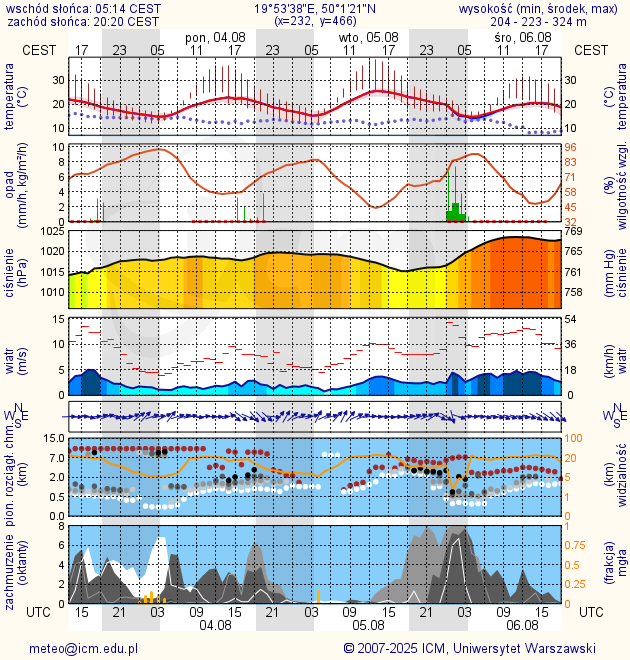 wschód słońca: 05:14 CEST 19°53'38"E, 50°1'21"N wysokość (min, środek, max)
zachód słońca: 20:20 CEST (x=232, y=466) 204 - 223 - 324 m
pon, 04.08 wto, 05.08 śro, 06.08
CEST 17 23 05 11 17 23 05 11 17 23 05 11 17 CEST
temperatura (°C) 30 20 10 30 20 10 temperatura (°C)
opad (mm/h, kg/m²/h) 10 8 6 4 2 0 96 83 70 58 45 32 (%) wilgotność wzgl.
ciśnienie (hPa) 1025 1020 1015 1010 769 765 761 758 (mm Hg) ciśnienie
wiatr (m/s) 15 10 5 0 54 36 18 0 (km/h) wiatr
N W E S N W E S
pion. rozciągł. chm. (km) 15.0 7.0 2.0 0.5 0.0 100 20 5 1 0 (km) widzialność
zachmurzenie (oktanty) 8 6 4 2 0 1 0.75 0.5 0.25 0 (frakcja) mgła
UTC 15 21 03 09 15 21 03 09 15 21 03 09 15 UTC
04.08 05.08 06.08
meteo@icm.edu.pl © 2007-2025 ICM, Uniwersytet Warszawski